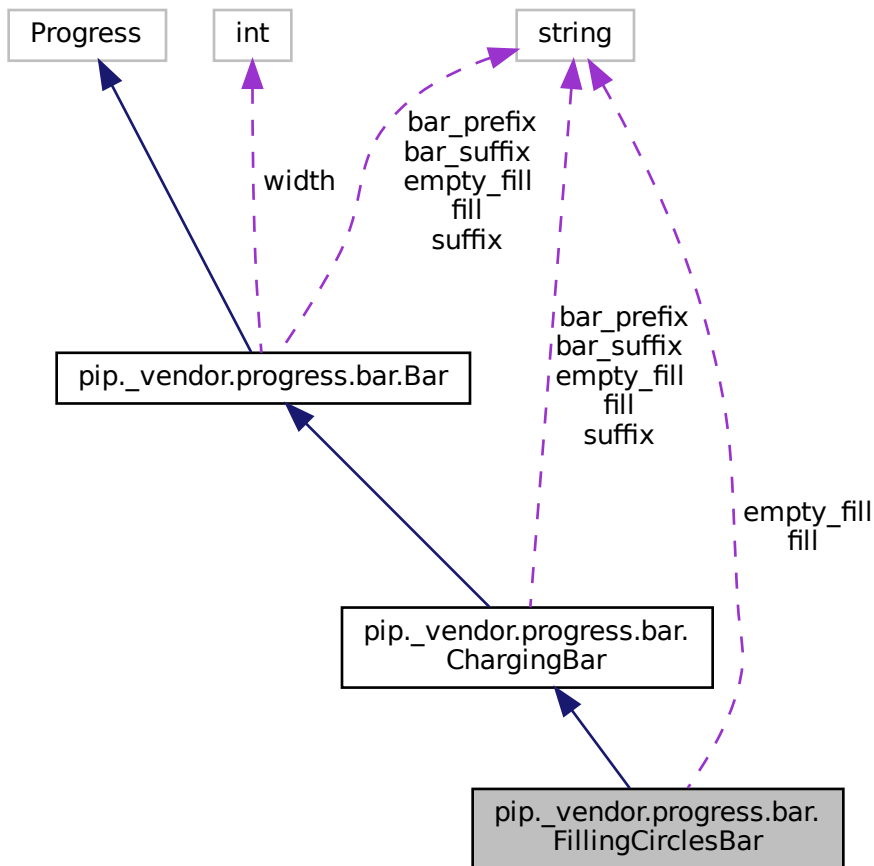 Progress
int
string
bar_prefix
bar_suffix
empty_fill
fill
suffix
width
bar_prefix
bar_suffix
empty_fill
fill
suffix
pip._vendor.progress.bar.Bar
empty_fill
fill
pip._vendor.progress.bar.
ChargingBar
pip._vendor.progress.bar.
FillingCirclesBar